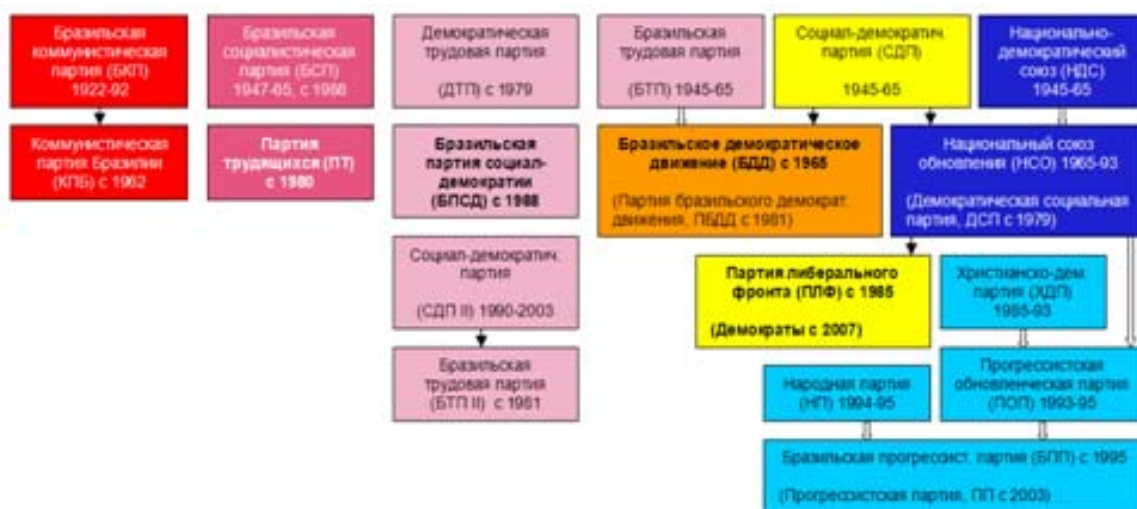 Бразильская
коммунистическая
партия (БКП)
1922-92
Бразильская
социалистическая
партия (БСП)
1947-65, с 1988
Демократическая
трудовая партия
(ДТП) с 1979
Бразильская
трудовая партия
(БТП) 1945-65
Социал-демократич.
партия (СДП)
1945-65
Национально-
демократический
союз (НДС)
1945-65
Коммунистическая
партия Бразилии
(КПБ) с 1962
Партия
трудящихся (ПТ)
с 1980
Бразильская
партия социал-
демократии
(БПСД) с 1988
Бразильское демократическое
движение (БДД) с 1965
(Партия бразильского демократ.
движения, ПБДД с 1981)
Национальный союз
обновления (НСО) 1965-93
(Демократическая социальная
партия, ДСП с 1979)
Социал-демократич.
партия
(СДП II) 1990-2003
Партия либерального
фронта (ПЛФ) с 1985
(Демократы с 2007)
Христианско-дем.
партия (ХДП)
1985-93
Бразильская
трудовая партия
(БТП II) с 1981
Народная партия
(НП) 1994-95
Прогрессистская
обновленческая партия
(ПОП) 1993-95
Бразильская прогрессист. партия (БПП) с 1995
(Прогрессистская партия, ПП с 2003)